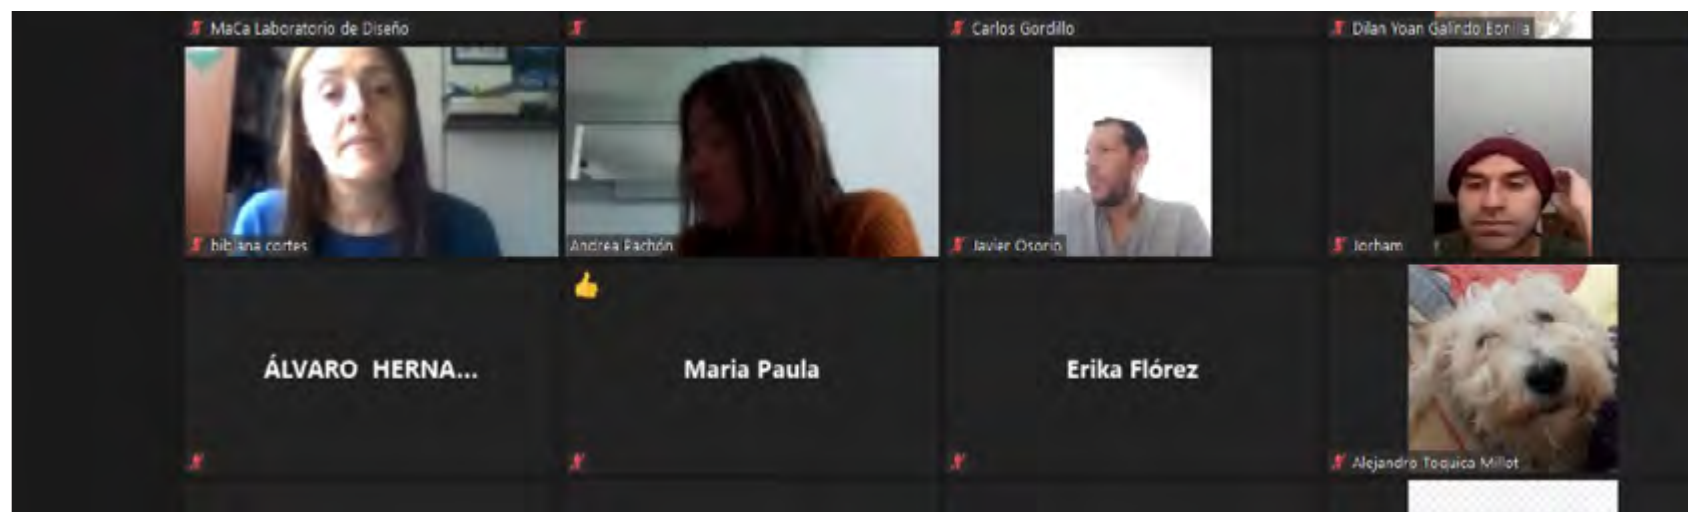 MaCa Laboratorio de Diseño
Carlos Gordillo
Dilan Yoan Galindo Bonilla
bibiana cortes
Andrea Pachón
Javier Osorio
Jorham
ÁLVARO HERNA...
Maria Paula
Erika Flórez
Alejandro Toquica Millot